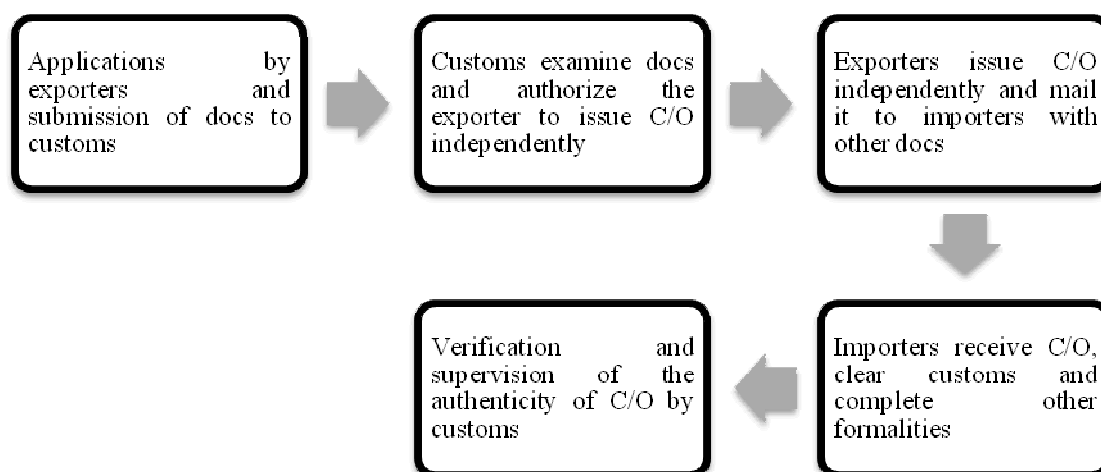 Applications by
exporters and
submission of docs to
customs
Customs examine docs
and authorize the
exporter to issue C/O
independently
Exporters issue C/O
independently and mail
it to importers with
other docs
Importers receive C/O,
clear customs and
complete other
formalities
Verification and
supervision of the
authenticity of C/O by
customs